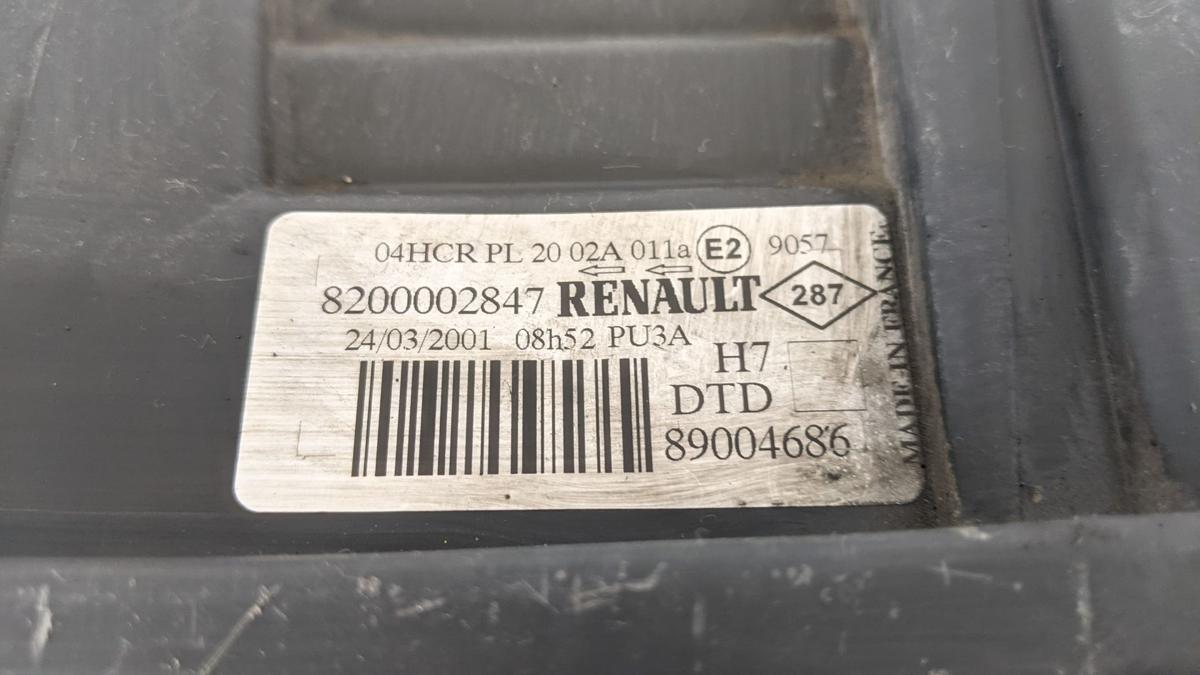 04HCR PL 20 02A 011a E2 9057
8200002847 RENAULT 287
24/03/2001 08h52 PU3A
H7
DTD
89004686
MADE IN FRANCE